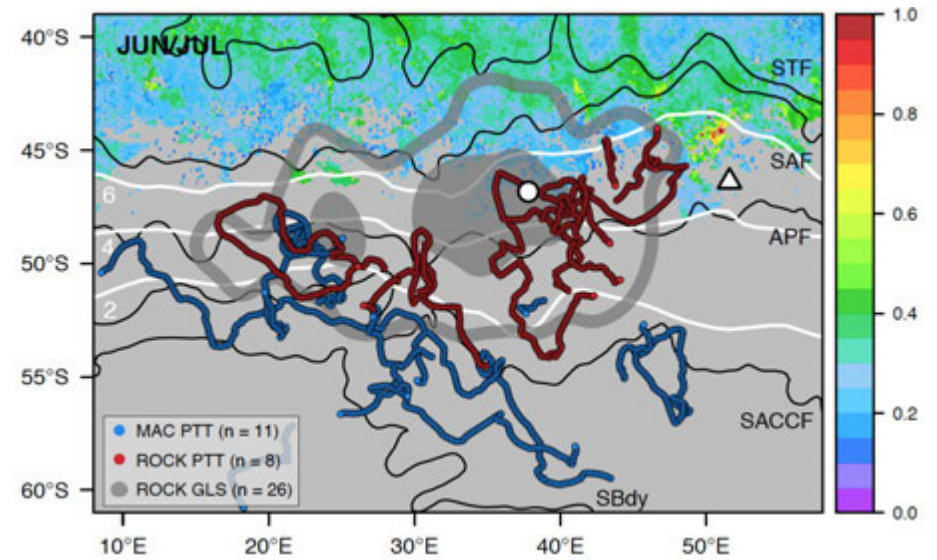 JUN/JUL
40°S
45°S
50°S
55°S
60°S
STF
SAF
APF
SACCF
SBdy
6
4
2
MAC PTT (n = 11)
ROCK PTT (n = 8)
ROCK GLS (n = 26)
10°E 20°E 30°E 40°E 50°E
1.0
0.8
0.6
0.4
0.2
0.0